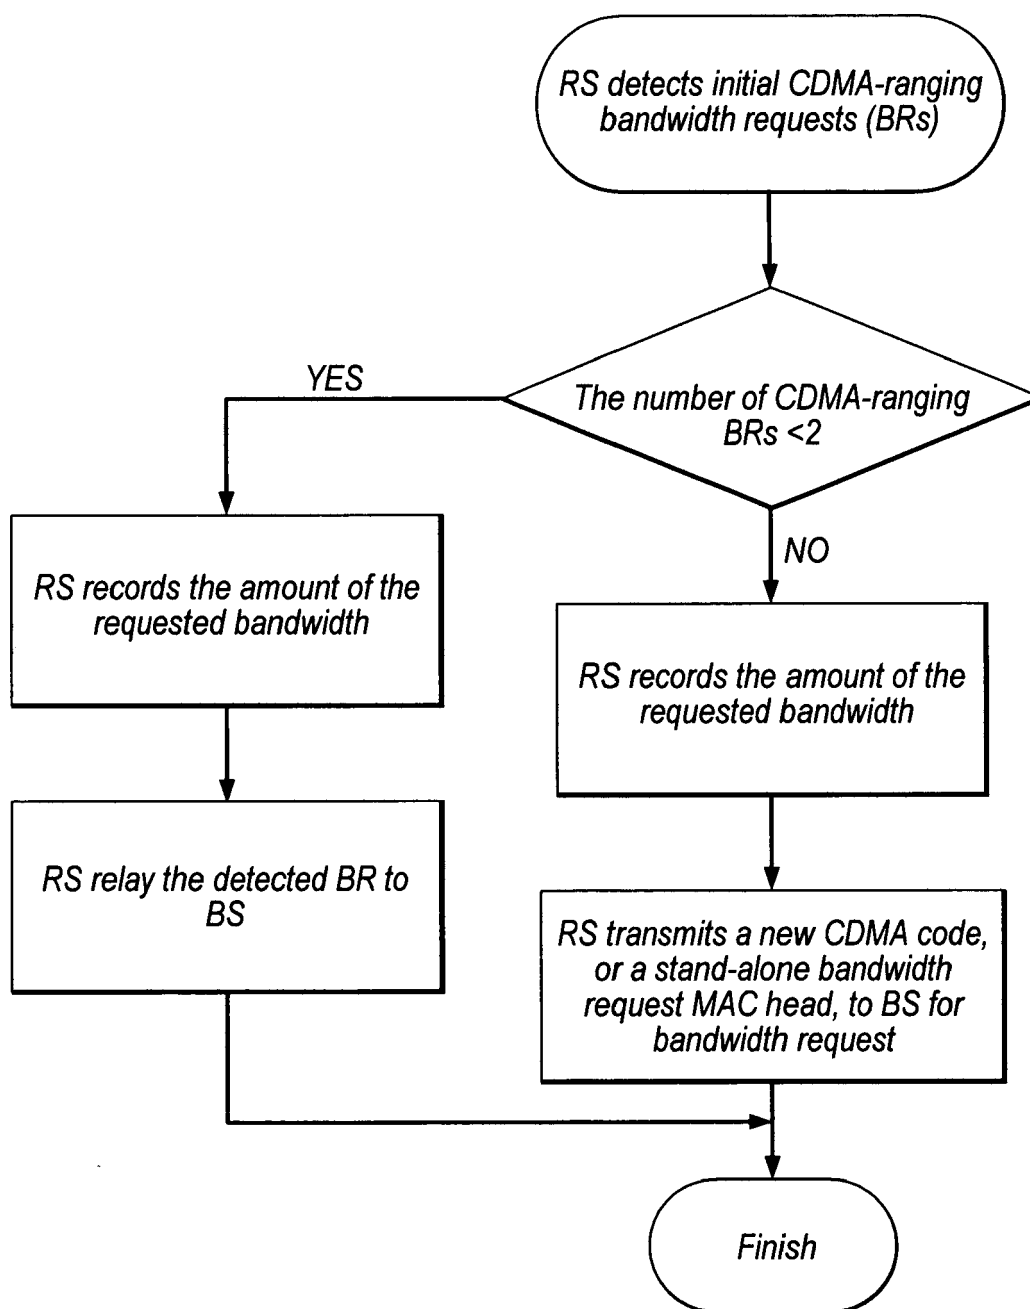 RS detects initial CDMA-ranging
bandwidth requests (BRs)
The number of CDMA-ranging
BRs <2
YES
RS records the amount of the
requested bandwidth
RS relay the detected BR to
BS
NO
RS records the amount of the
requested bandwidth
RS transmits a new CDMA code,
or a stand-alone bandwidth
request MAC head, to BS for
bandwidth request
Finish